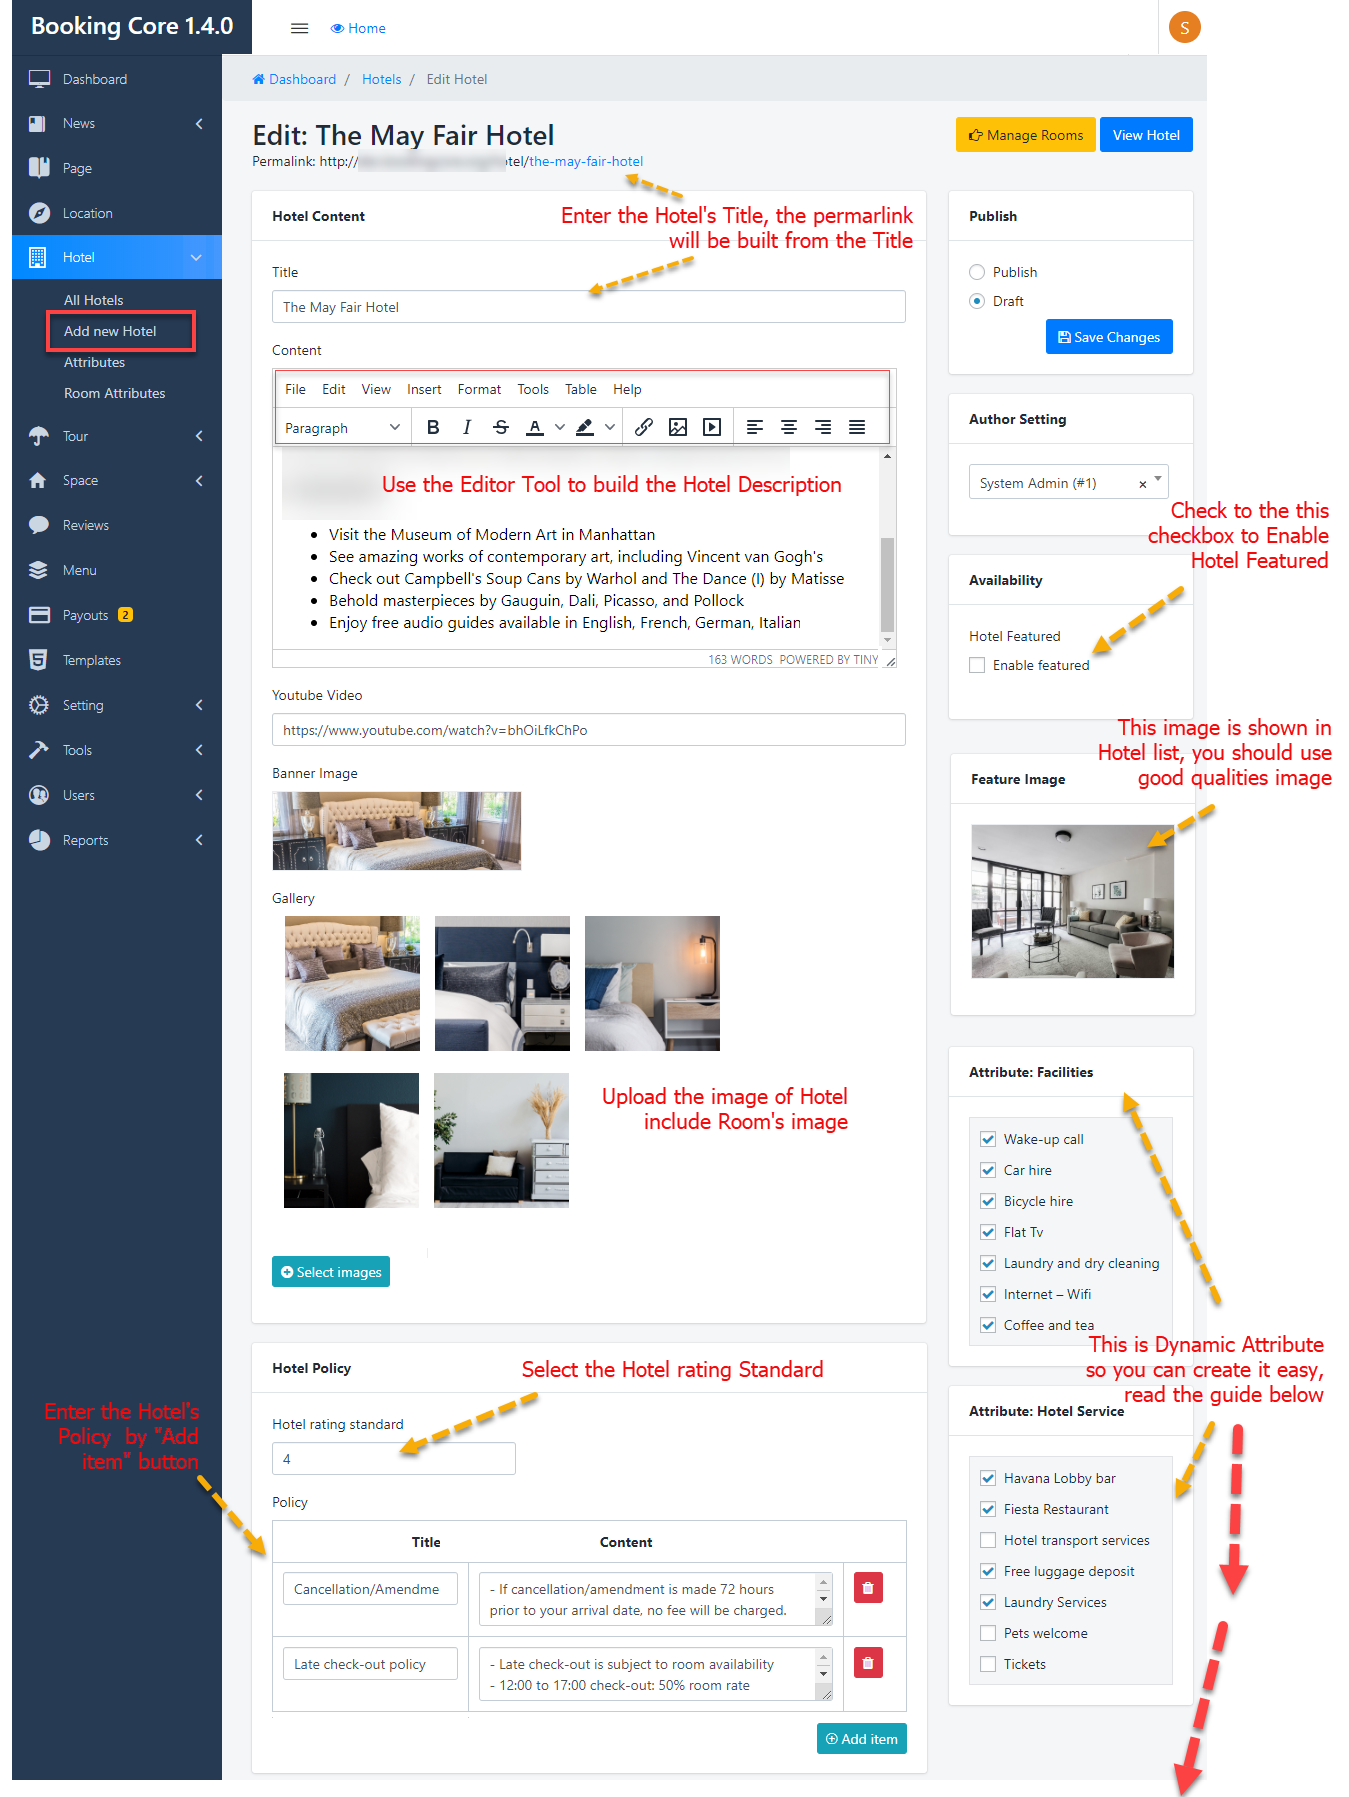 Booking Core 1.4.0
Home
S
Dashboard
News
Page
Location
Hotel
All Hotels
Add new Hotel
Attributes
Room Attributes
Tour
Space
Reviews
Menu
Payouts 2
Templates
Setting
Tools
Users
Reports
Dashboard / Hotels / Edit Hotel
Edit: The May Fair Hotel
Permalink: http:// otel/the-may-fair-hotel
Manage Rooms
View Hotel
Hotel Content
Enter the Hotel's Title, the permarlink
will be built from the Title
Title
The May Fair Hotel
Content
File Edit View Insert Format Tools Table Help
Paragraph B I S A
Use the Editor Tool to build the Hotel Description
• Visit the Museum of Modern Art in Manhattan
• See amazing works of contemporary art, including Vincent van Gogh's
• Check out Campbell's Soup Cans by Warhol and The Dance (I) by Matisse
• Behold masterpieces by Gauguin, Dali, Picasso, and Pollock
• Enjoy free audio guides available in English, French, German, Italian
163 WORDS POWERED BY TINY
Youtube Video
https://www.youtube.com/watch?v=bhOiLfkChPo
Banner Image
Gallery
Upload the image of Hotel
include Room's image
Select images
Hotel Policy
Select the Hotel rating Standard
Enter the Hotel's
Policy by "Add
item" button
Hotel rating standard
4
Policy
Title Content
Cancellation/Amendme
- If cancellation/amendment is made 72 hours
prior to your arrival date, no fee will be charged.
Late check-out policy
- Late check-out is subject to room availability
- 12:00 to 17:00 check-out: 50% room rate
Add item
Publish
Publish
Draft
Save Changes
Author Setting
System Admin (#1) ×
Check to the this
checkbox to Enable
Hotel Featured
Availability
Hotel Featured
Enable featured
This image is shown in
Hotel list, you should use
good qualities image
Feature Image
Attribute: Facilities
Wake-up call
Car hire
Bicycle hire
Flat Tv
Laundry and dry cleaning
Internet – Wifi
Coffee and tea
This is Dynamic Attribute
so you can create it easy,
read the guide below
Attribute: Hotel Service
Havana Lobby bar
Fiesta Restaurant
Hotel transport services
Free luggage deposit
Laundry Services
Pets welcome
Tickets